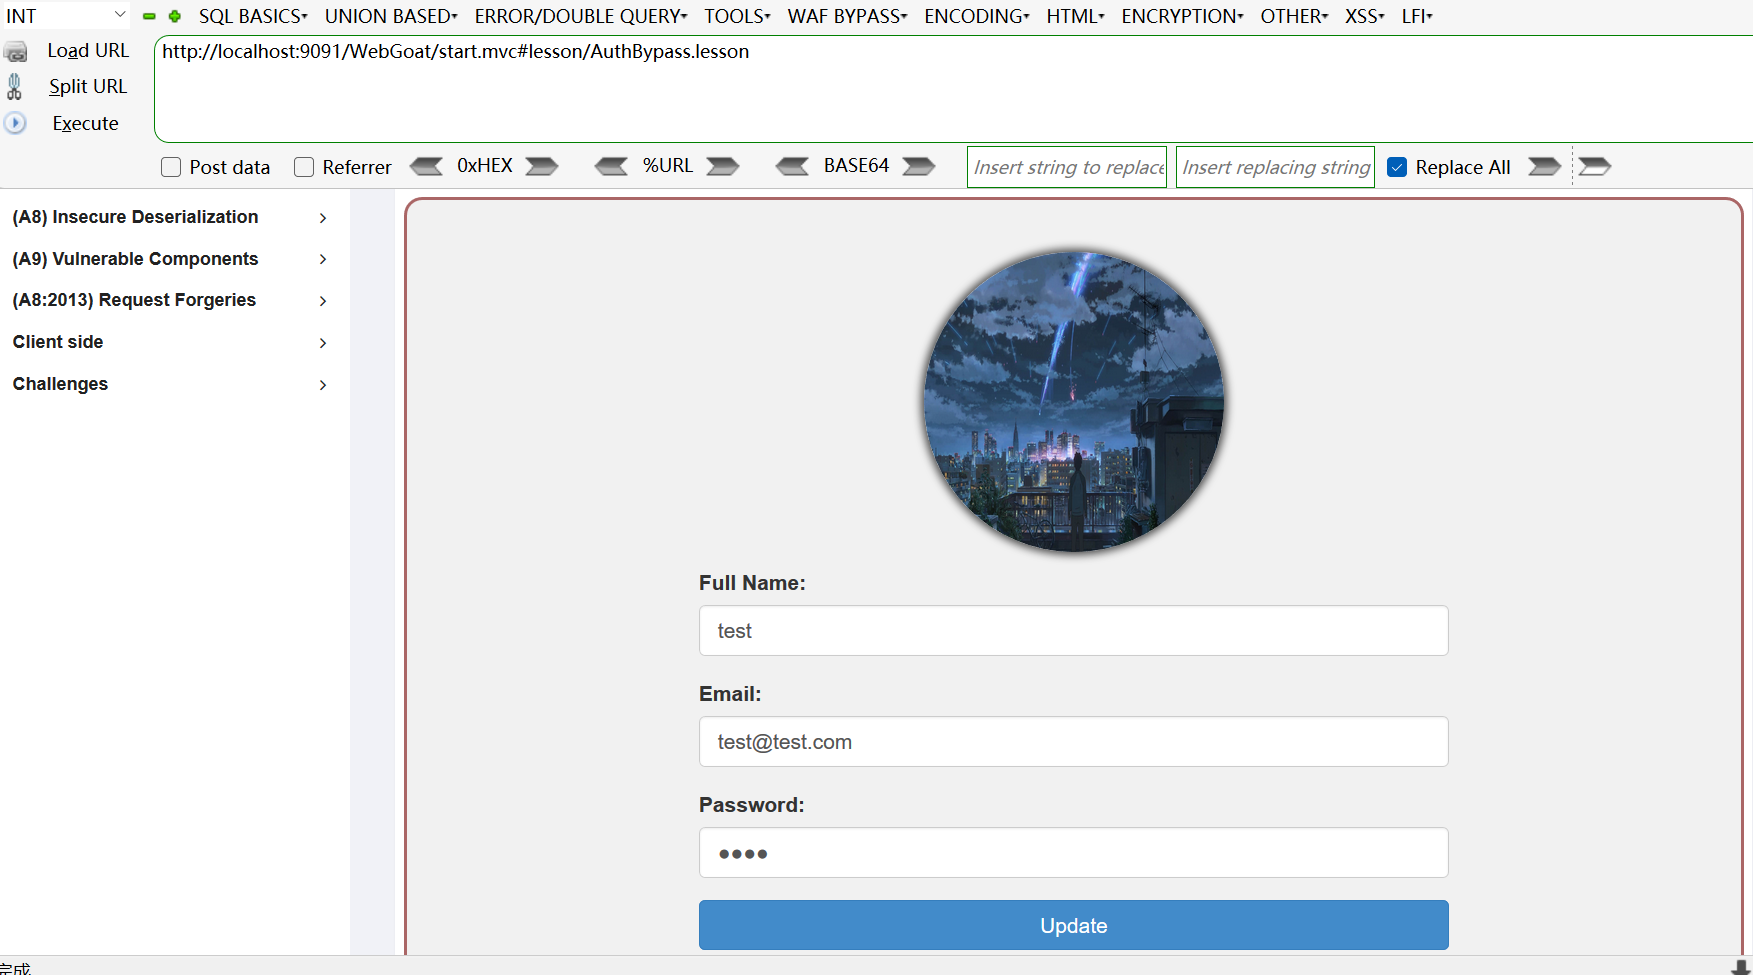 INT SQL BASICS UNION BASED ERROR/DOUBLE QUERY TOOLS WAF BYPASS ENCODING HTML ENCRYPTION OTHER XSS LFI
Load URL http://localhost:9091/WebGoat/start.mvc#lesson/AuthBypass.lesson
Split URL
Execute
Post data Referrer 0xHEX %URL BASE64 Insert string to replace Insert replacing string Replace All
(A8) Insecure Deserialization
(A9) Vulnerable Components
(A8:2013) Request Forgeries
Client side
Challenges
Full Name:
test
Email:
test@test.com
Password:
••••
Update
完成